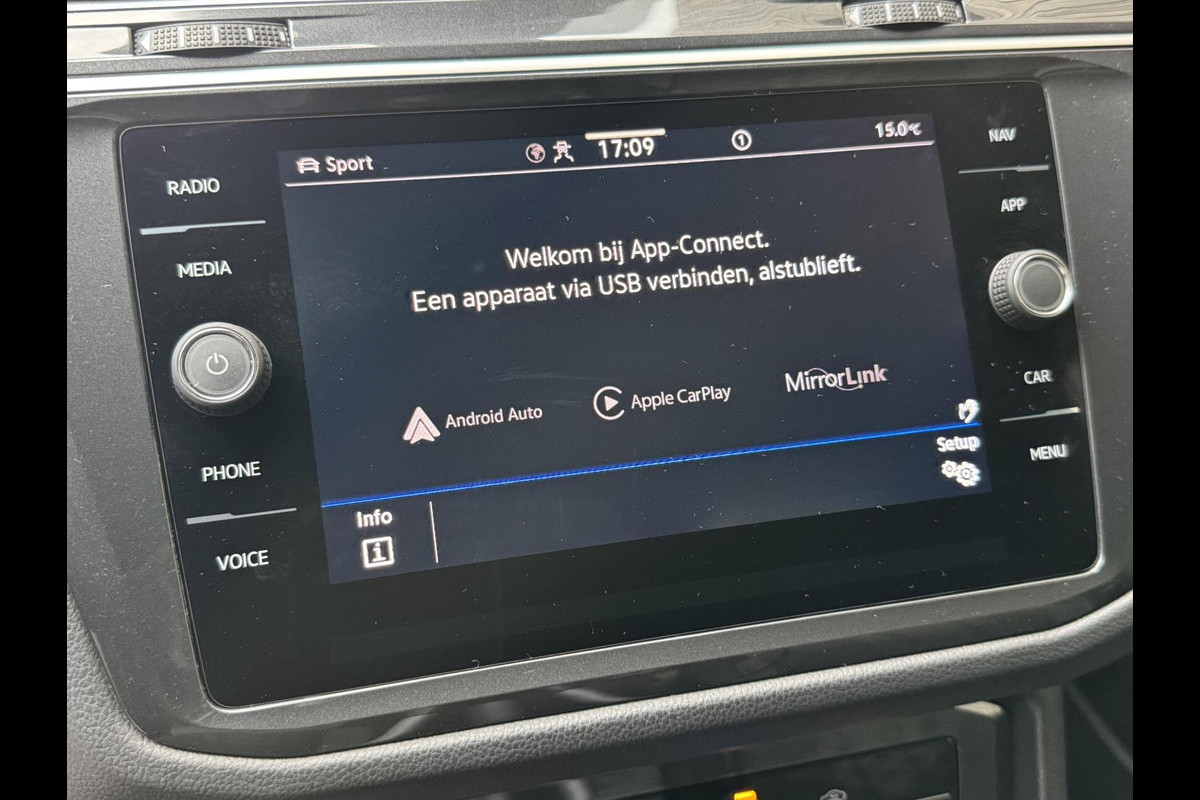 Sport
17:09
1
15.0°C
RADIO
MEDIA
PHONE
VOICE
Welkom bij App-Connect.
Een apparaat via USB verbinden, alstublieft.
Android Auto
Apple CarPlay
MirrorLink
Info
i
Setup
NAV
APP
CAR
MENU